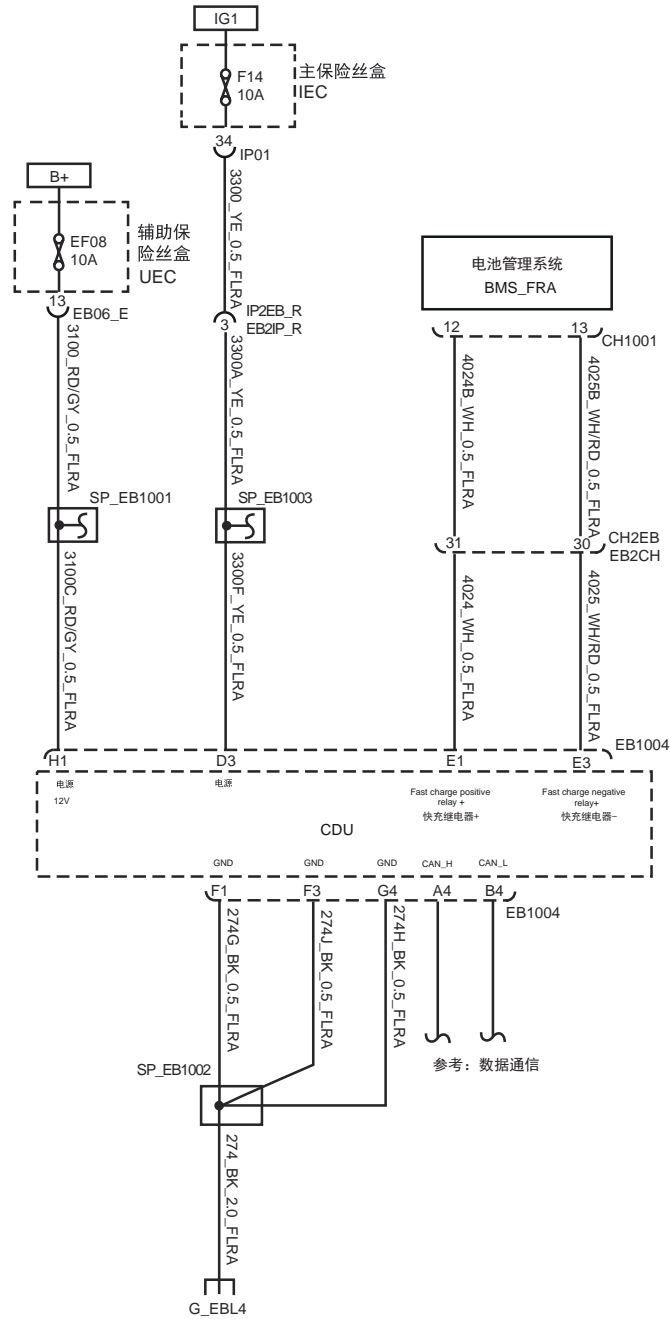 IG1
F14
10A
主保险丝盒
IEC
34
IP01
B+
EF08
10A
辅助保
险丝盒
UEC
13
EB06_E
3300_YE_0.5_FLRA
3100_RD/GY_0.5_FLRA
IP2EB_R
3
EB2IP_R
3300A_YE_0.5_FLRA
电池管理系统
BMS_FRA
12
13
CH1001
4024B_WH_0.5_FLRA
4025B_WH/RD_0.5_FLRA
SP_EB1001
SP_EB1003
31
30
CH2EB
EB2CH
3100C_RD/GY_0.5_FLRA
3300F_YE_0.5_FLRA
4024_WH_0.5_FLRA
4025_WH/RD_0.5_FLRA
EB1004
H1
D3
E1
E3
电源
12V
电源
Fast charge positive
relay +
快充继电器+
Fast charge negative
relay+
快充继电器−
CDU
GND
GND
GND
CAN_H
CAN_L
F1
F3
G4
A4
B4
EB1004
274G_BK_0.5_FLRA
274J_BK_0.5_FLRA
274H_BK_0.5_FLRA
参考：数据通信
SP_EB1002
274_BK_2.0_FLRA
G_EBL4